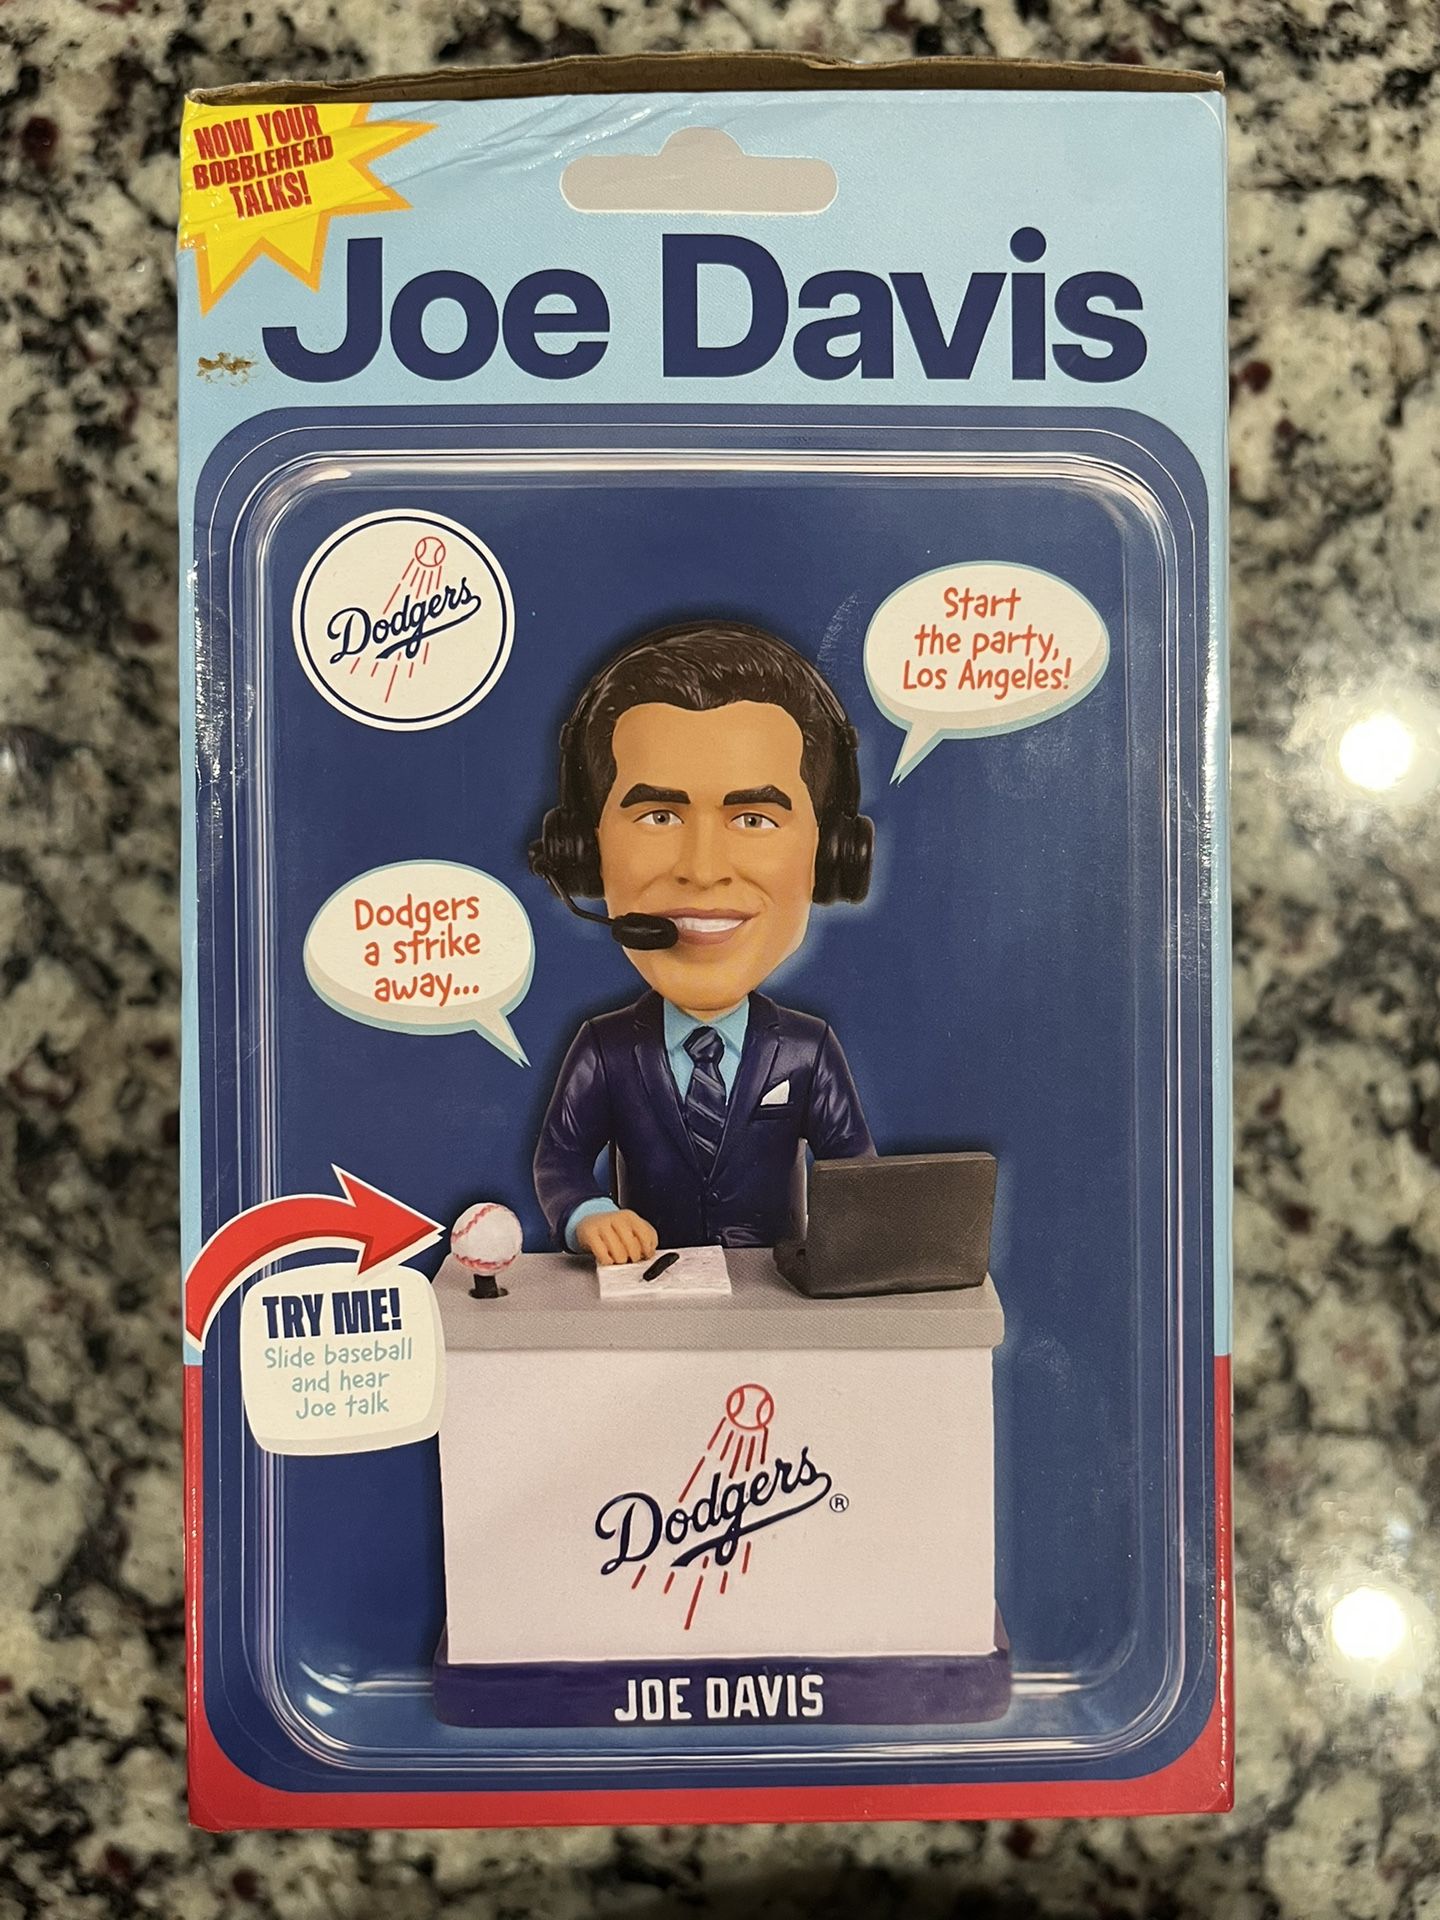 NOW YOUR
BOBBLEHEAD
TALKS!
Joe Davis
Dodgers
Start
the party,
Los Angeles!
Dodgers
a strike
away...
TRY ME!
Slide baseball
and hear
Joe talk
Dodgers®
JOE DAVIS